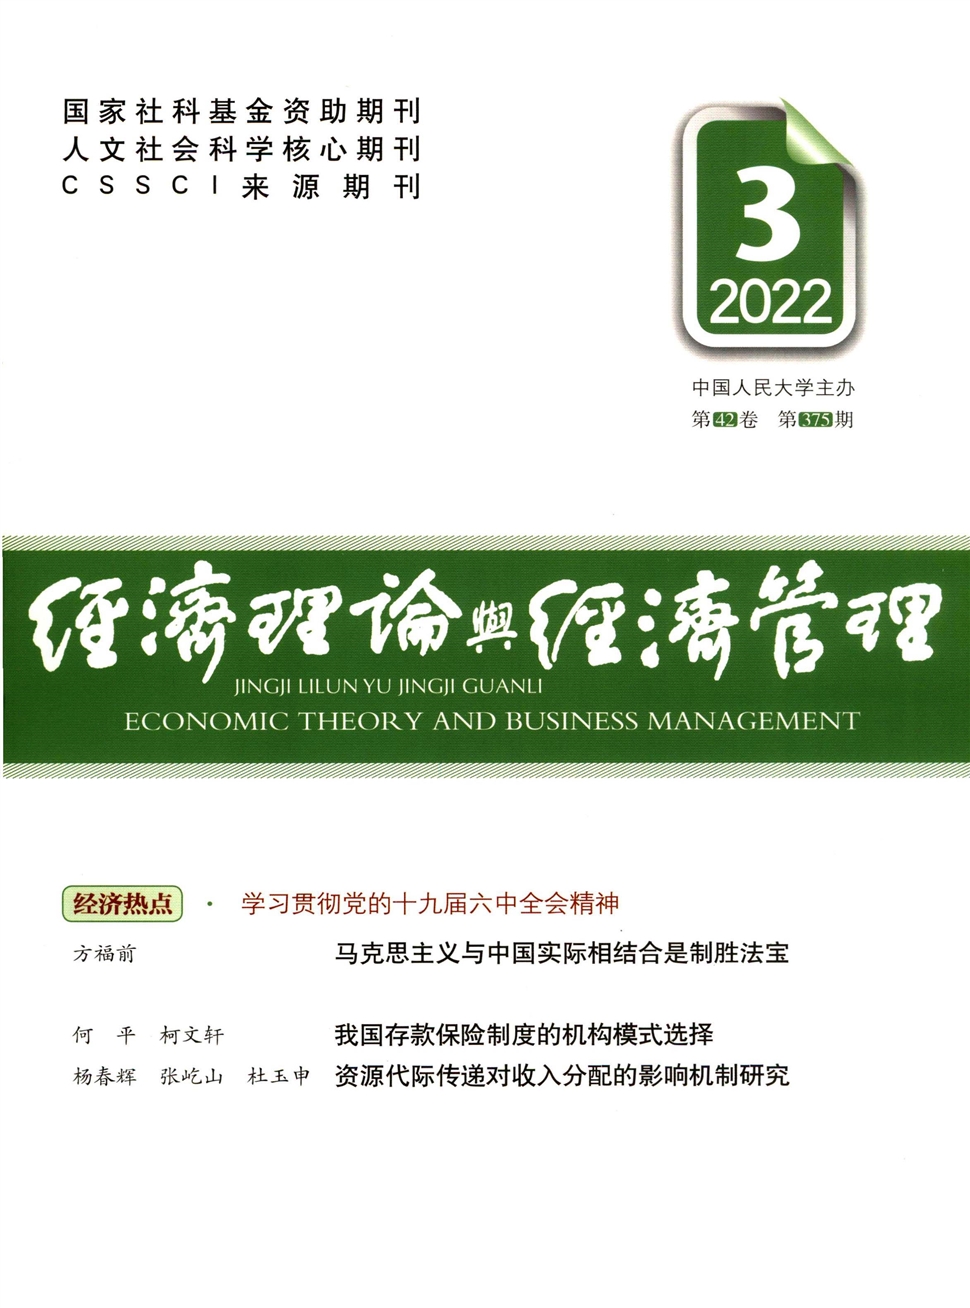 国家社科基金资助期刊
人文社会科学核心期刊
CSSCI来源期刊
3
2022
中国人民大学主办
第42卷 第375期
經濟理論與經濟管理
JINGJI LILUN YU JINGJI GUANLI
ECONOMIC THEORY AND BUSINESS MANAGEMENT
经济热点 · 学习贯彻党的十九届六中全会精神
方福前 马克思主义与中国实际相结合是制胜法宝
何 平 柯文轩 我国存款保险制度的机构模式选择
杨春辉 张屹山 杜玉申 资源代际传递对收入分配的影响机制研究